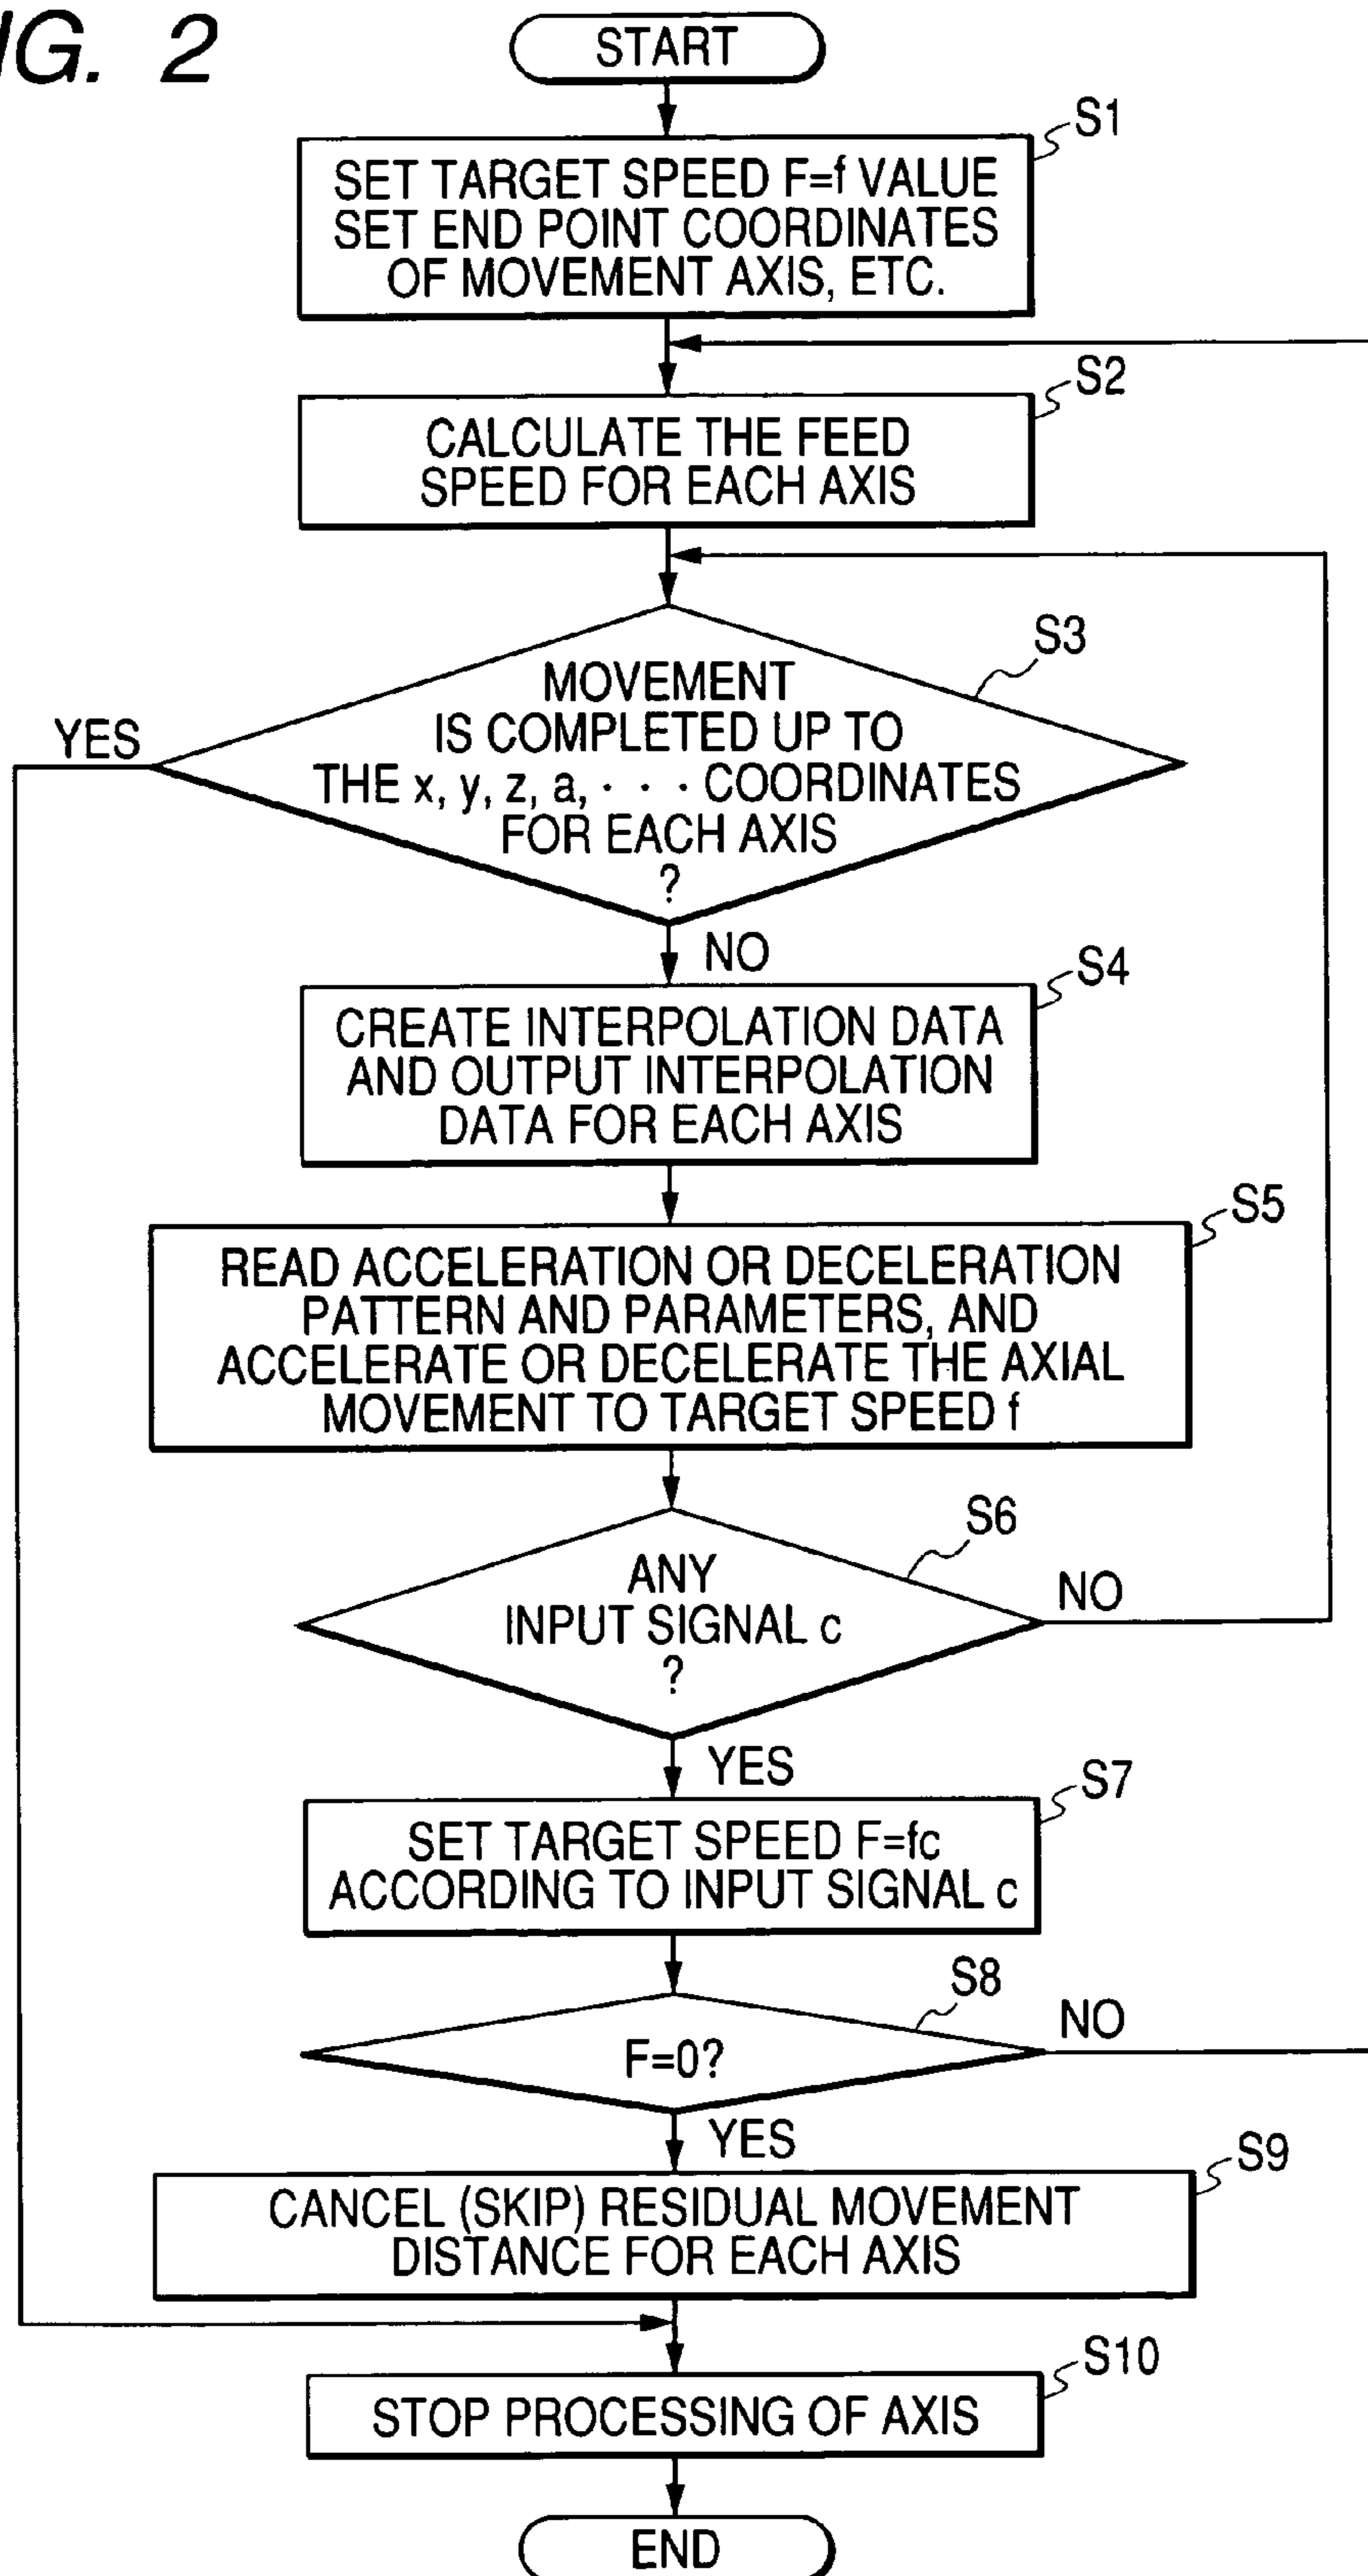 IG. 2
START
S1
SET TARGET SPEED F=f VALUE
SET END POINT COORDINATES
OF MOVEMENT AXIS, ETC.
S2
CALCULATE THE FEED
SPEED FOR EACH AXIS
S3
MOVEMENT
IS COMPLETED UP TO
THE x, y, z, a, · · · COORDINATES
FOR EACH AXIS
?
YES
NO
S4
CREATE INTERPOLATION DATA
AND OUTPUT INTERPOLATION
DATA FOR EACH AXIS
S5
READ ACCELERATION OR DECELERATION
PATTERN AND PARAMETERS, AND
ACCELERATE OR DECELERATE THE AXIAL
MOVEMENT TO TARGET SPEED f
S6
ANY
INPUT SIGNAL c
?
NO
YES
S7
SET TARGET SPEED F=fc
ACCORDING TO INPUT SIGNAL c
S8
F=0?
NO
YES
S9
CANCEL (SKIP) RESIDUAL MOVEMENT
DISTANCE FOR EACH AXIS
S10
STOP PROCESSING OF AXIS
END